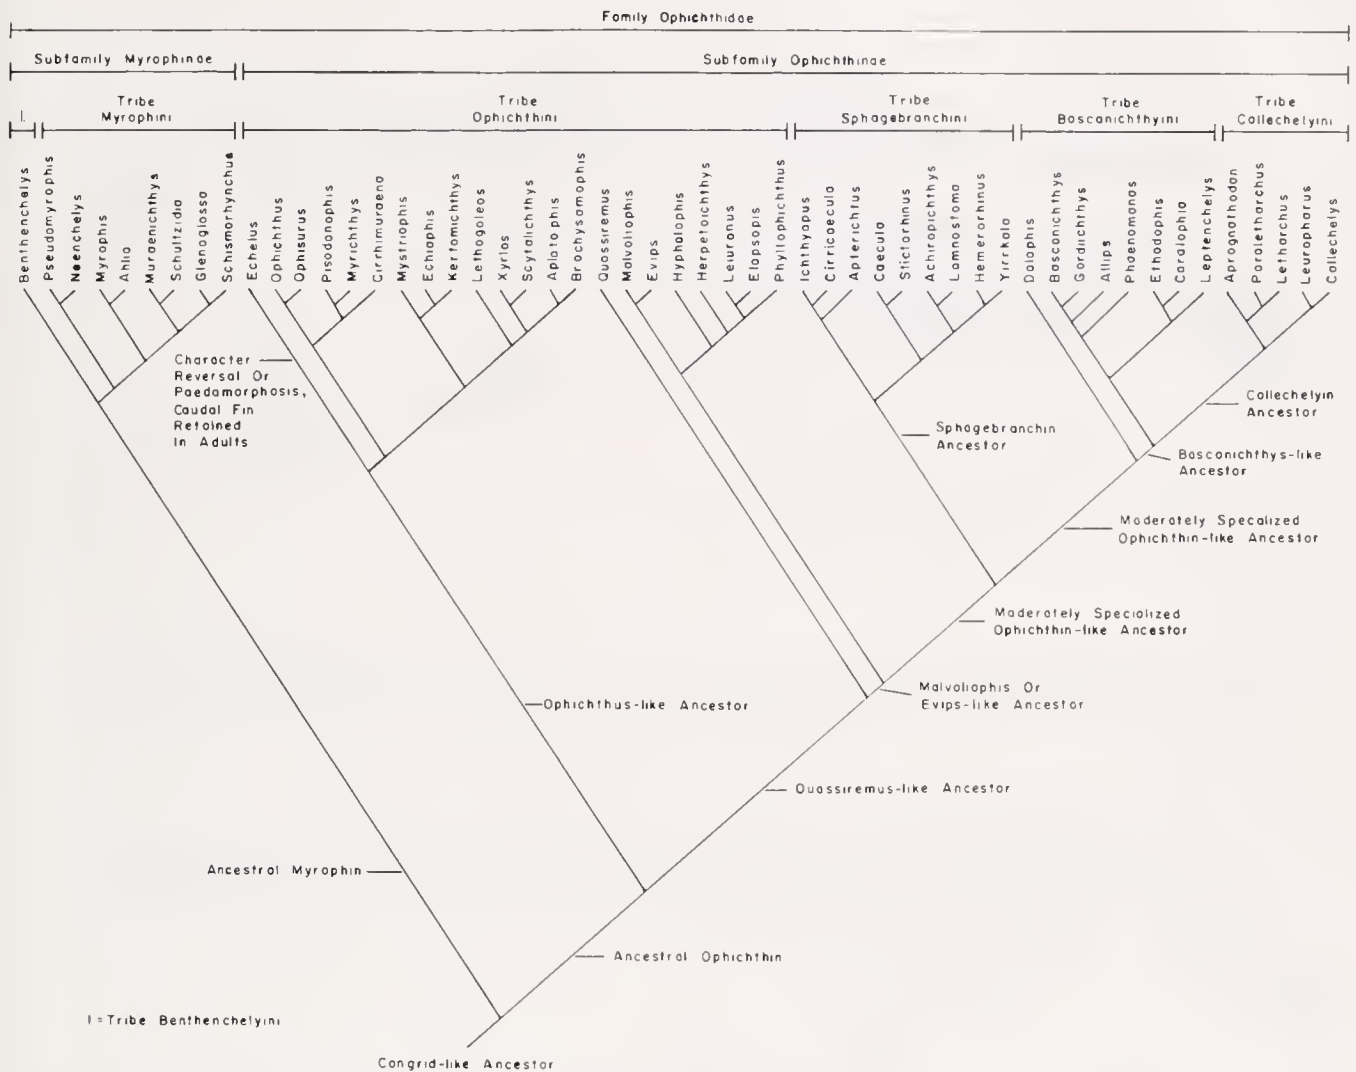 Family Ophichthidae
Subfamily Myrophinae
Subfamily Ophichthinae
I.
Tribe
Myrophini
Tribe
Ophichthini
Tribe
Sphagebranchini
Tribe
Bascanichthyini
Tribe
Callechelyini
Benthenchelys
Pseudomyrophis
Neenchelys
Myrophis
Ahlia
Muraenichthys
Schultzidia
Glenoglossa
Schismorhynchus
Echelus
Ophichthus
Ophisurus
Pisodonophis
Myrichthys
Cirrhimuraena
Mystriophis
Echiophis
Kertomichthys
Lethogoleos
Xyrias
Scytalichthys
Aplatophis
Brachysomophis
Quassiremus
Malvoliophis
Evips
Hyphalophis
Herpetoichthys
Leiuranus
Elapsopis
Phyllophichthus
Ichthyapus
Cirricaecula
Apterichtus
Caecula
Stictorhinus
Achiropichthys
Lamnostoma
Hemerorhinus
Yirrkala
Dalophis
Bascanichthys
Gordiichthys
Allips
Phaenomonas
Ethadophis
Caralophia
Leptenchelys
Aprognathodon
Paraletharchus
Letharchus
Leuropharus
Callechelys
Character
Reversal Or
Paedamorphosis,
Caudal Fin
Retained
In Adults
Callechelyin
Ancestor
Sphagebranchin
Ancestor
Bascanichthys-like
Ancestor
Moderately Specalized
Ophichthin-like Ancestor
Moderately Specialized
Ophichthin-like Ancestor
Malvoliophis Or
Evips-like Ancestor
Ophichthus-like Ancestor
Quassiremus-like Ancestor
Ancestral Myrophin
Ancestral Ophichthin
I = Tribe Benthenchelyini
Congrid-like Ancestor